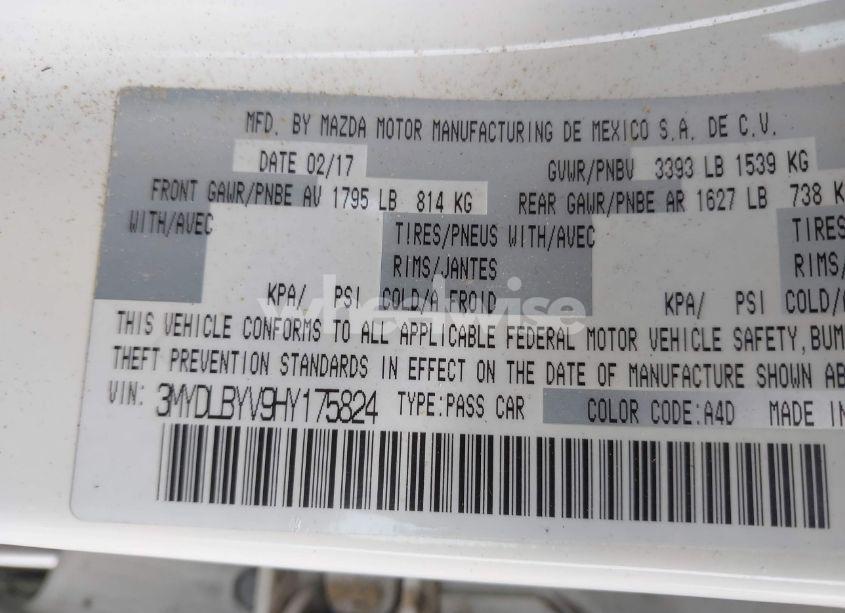 MFD. BY MAZDA MOTOR MANUFACTURING DE MEXICO S.A. DE C.V.
DATE 02/17 GVWR/PNBV 3393 LB 1539 KG
FRONT GAWR/PNBE AV 1795 LB 814 KG REAR GAWR/PNBE AR 1627 LB 738 K
WITH/AVEC TIRES/PNEUS WITH/AVEC TIRES/
RIMS/JANTES RIMS/
KPA/ PSI COLD/A FROID KPA/ PSI COLD/
wheelwise
THIS VEHICLE CONFORMS TO ALL APPLICABLE FEDERAL MOTOR VEHICLE SAFETY, BUM
THEFT PREVENTION STANDARDS IN EFFECT ON THE DATE OF MANUFACTURE SHOWN AB
VIN: 3MYDLBYV9HY175824 TYPE:PASS CAR COLOR CODE:A4D MADE IN